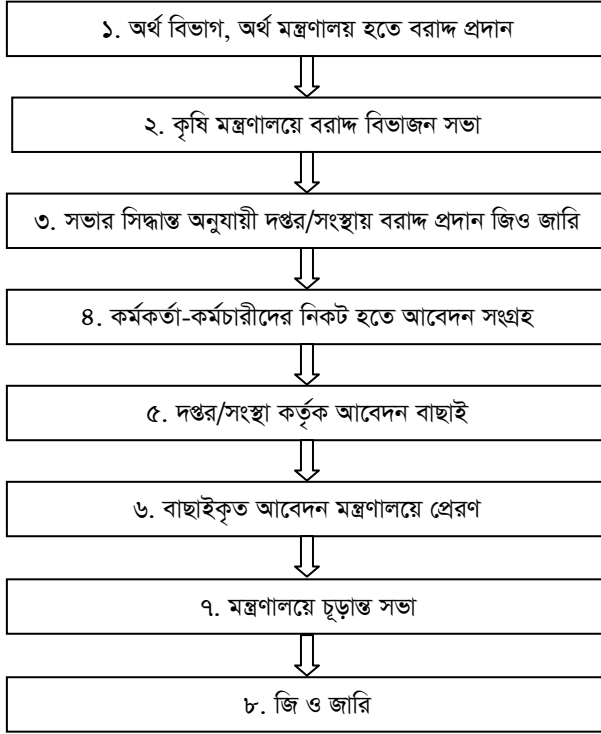 ১. অর্থ বিভাগ, অর্থ মন্ত্রণালয় হতে বরাদ্দ প্রদান
২. কৃষি মন্ত্রণালয়ে বরাদ্দ বিভাজন সভা
৩. সভার সিদ্ধান্ত অনুযায়ী দপ্তর/সংস্থায় বরাদ্দ প্রদান জিও জারি
৪. কর্মকর্তা-কর্মচারীদের নিকট হতে আবেদন সংগ্রহ
৫. দপ্তর/সংস্থা কর্তৃক আবেদন বাছাই
৬. বাছাইকৃত আবেদন মন্ত্রণালয়ে প্রেরণ
৭. মন্ত্রণালয়ে চূড়ান্ত সভা
৮. জি ও জারি